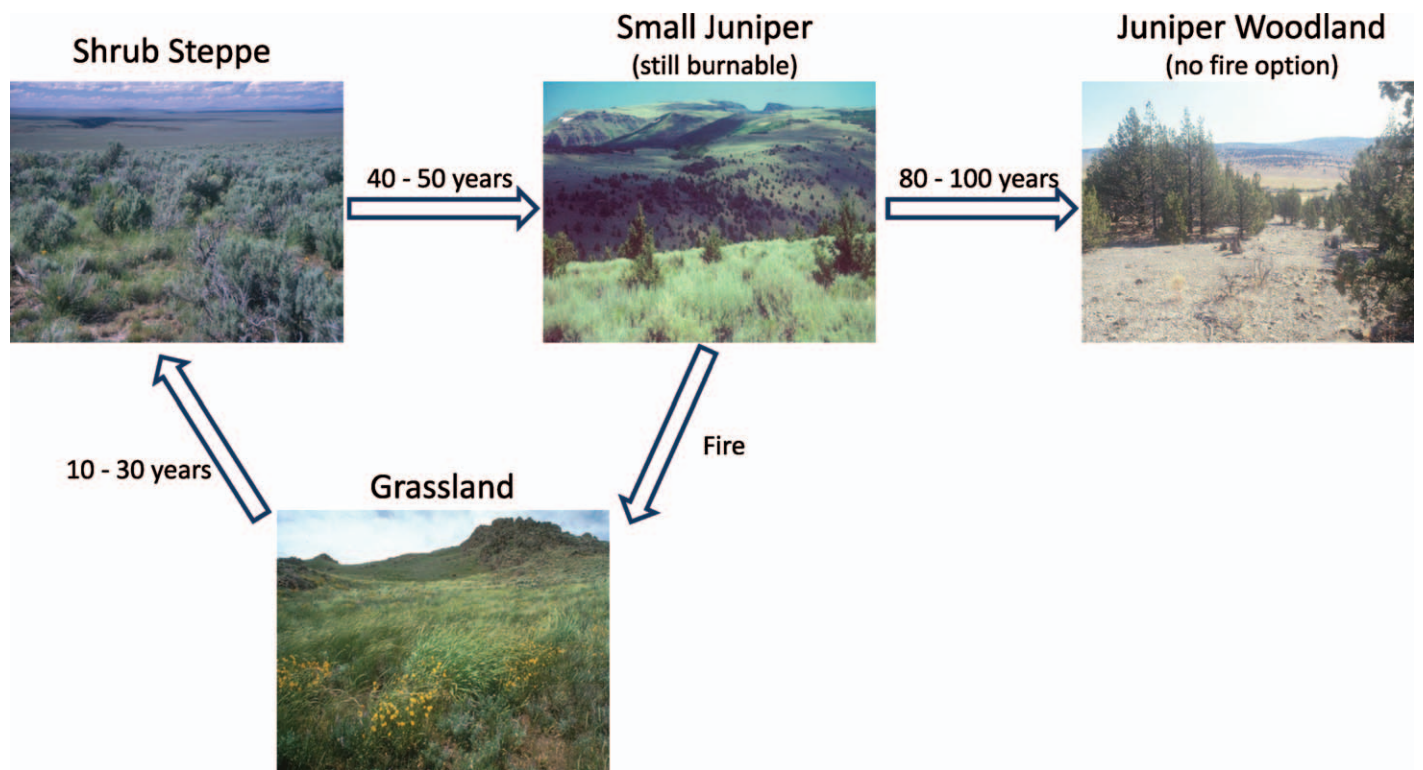 Shrub Steppe
Small Juniper
(still burnable)
Juniper Woodland
(no fire option)
40 - 50 years
80 - 100 years
10 - 30 years
Fire
Grassland